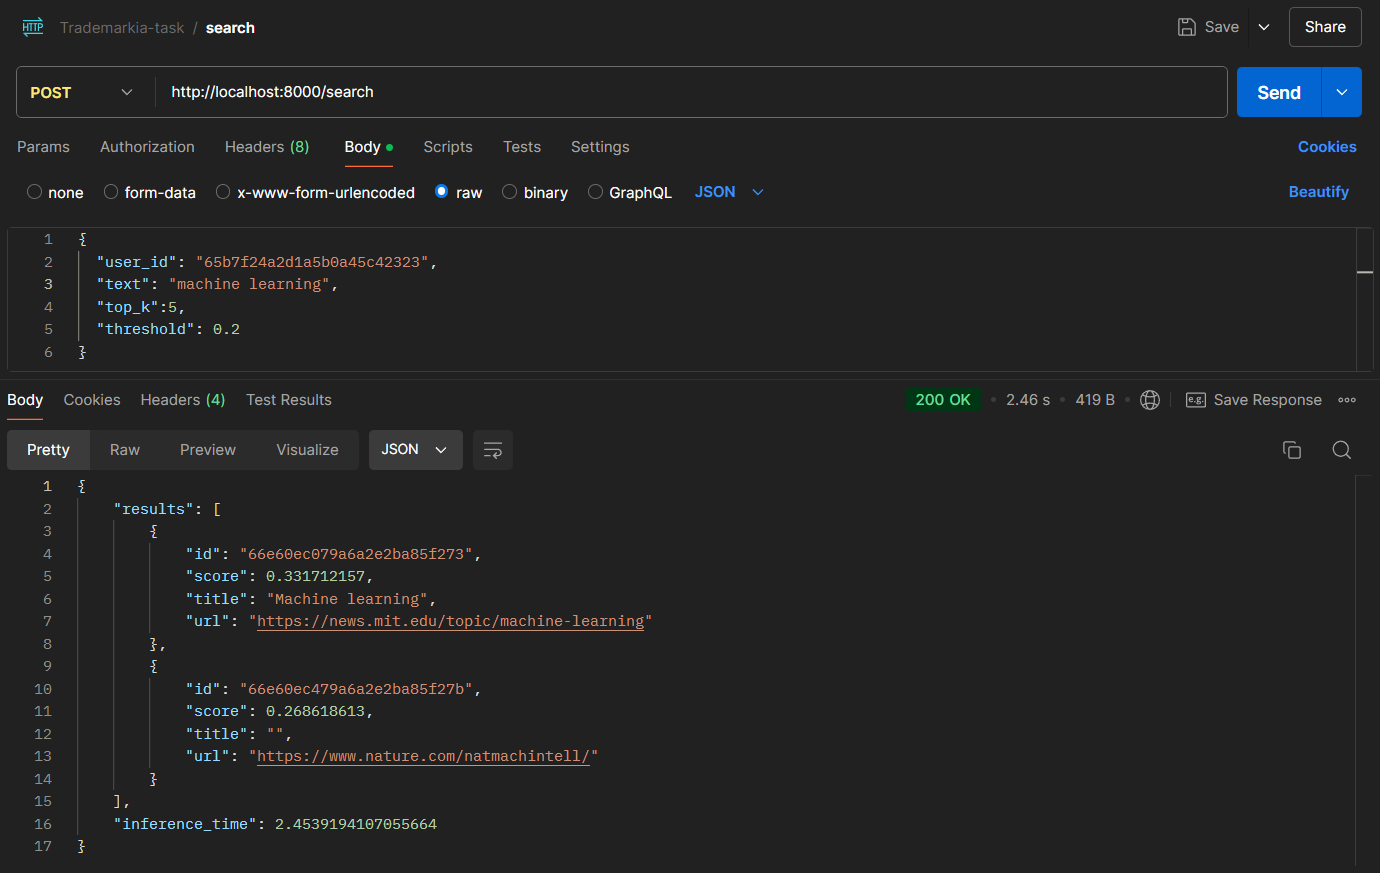 HTTP Trademarkia-task / search Save Share
POST http://localhost:8000/search Send
Params Authorization Headers (8) Body Scripts Tests Settings Cookies
none form-data x-www-form-urlencoded raw binary GraphQL JSON Beautify
1 {
2 "user_id": "65b7f24a2d1a5b0a45c42323",
3 "text": "machine learning",
4 "top_k":5,
5 "threshold": 0.2
6 }
Body Cookies Headers (4) Test Results 200 OK • 2.46 s • 419 B • e.g. Save Response
Pretty Raw Preview Visualize JSON
1 {
2 "results": [
3 {
4 "id": "66e60ec079a6a2e2ba85f273",
5 "score": 0.331712157,
6 "title": "Machine learning",
7 "url": "https://news.mit.edu/topic/machine-learning"
8 },
9 {
10 "id": "66e60ec479a6a2e2ba85f27b",
11 "score": 0.268618613,
12 "title": "",
13 "url": "https://www.nature.com/natmachintell/"
14 }
15 ],
16 "inference_time": 2.4539194107055664
17 }